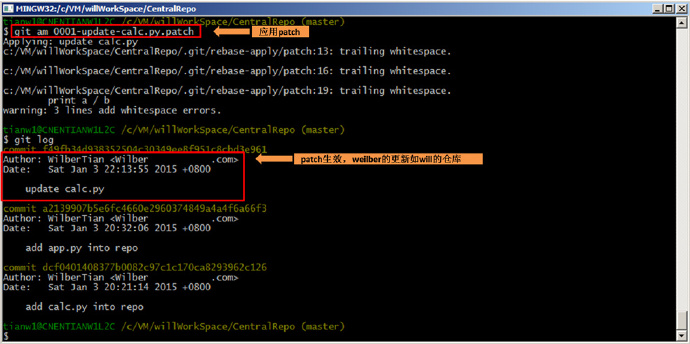 MINGW32:/c/VM/willWorkSpace/CentralRepo
tianw1@CNENTIANW1L2C /c/VM/willWorkSpace/CentralRepo (master)
$ git am 0001-update-calc.py.patch
应用patch
Applying: update calc.py
c:/VM/willWorkSpace/CentralRepo/.git/rebase-apply/patch:13: trailing whitespace.
c:/VM/willWorkSpace/CentralRepo/.git/rebase-apply/patch:16: trailing whitespace.
c:/VM/willWorkSpace/CentralRepo/.git/rebase-apply/patch:19: trailing whitespace.
print a / b
warning: 3 lines add whitespace errors.
tianw1@CNENTIANW1L2C /c/VM/willWorkSpace/CentralRepo (master)
$ git log
commit f49fb34d938352504c30349ee8f951c8cbd3e961
Author: WilberTian <Wilber .com>
patch生效，weilber的更新如will的仓库
Date: Sat Jan 3 22:13:55 2015 +0800
update calc.py
commit a2139907b5e6fc4660e2960374849a4a4f6a66f3
Author: WilberTian <Wilber .com>
Date: Sat Jan 3 20:32:06 2015 +0800
add app.py into repo
commit dcf0401408377b0082c97c1c170ca8293962c126
Author: WilberTian <Wilber .com>
Date: Sat Jan 3 20:21:14 2015 +0800
add calc.py into repo
tianw1@CNENTIANW1L2C /c/VM/willWorkSpace/CentralRepo (master)
$